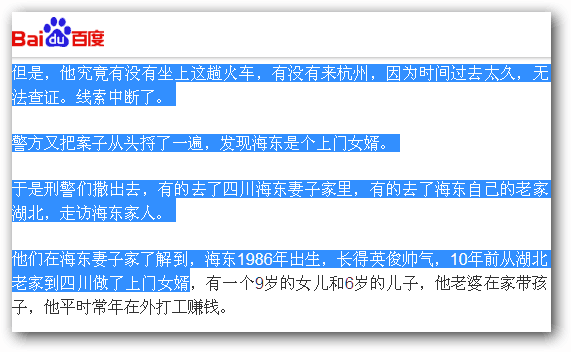 Bai du 百度
但是，他究竟有没有坐上这趟火车，有没有来杭州，因为时间过去太久，无
法查证。线索中断了。
警方又把案子从头捋了一遍，发现海东是个上门女婿。
于是刑警们撒出去，有的去了四川海东妻子家里，有的去了海东自己的老家
湖北，走访海东家人。
他们在海东妻子家了解到，海东1986年出生，长得英俊帅气，10年前从湖北
老家到四川做了上门女婿，有一个9岁的女儿和6岁的儿子，他老婆在家带孩
子，他平时常年在外打工赚钱。